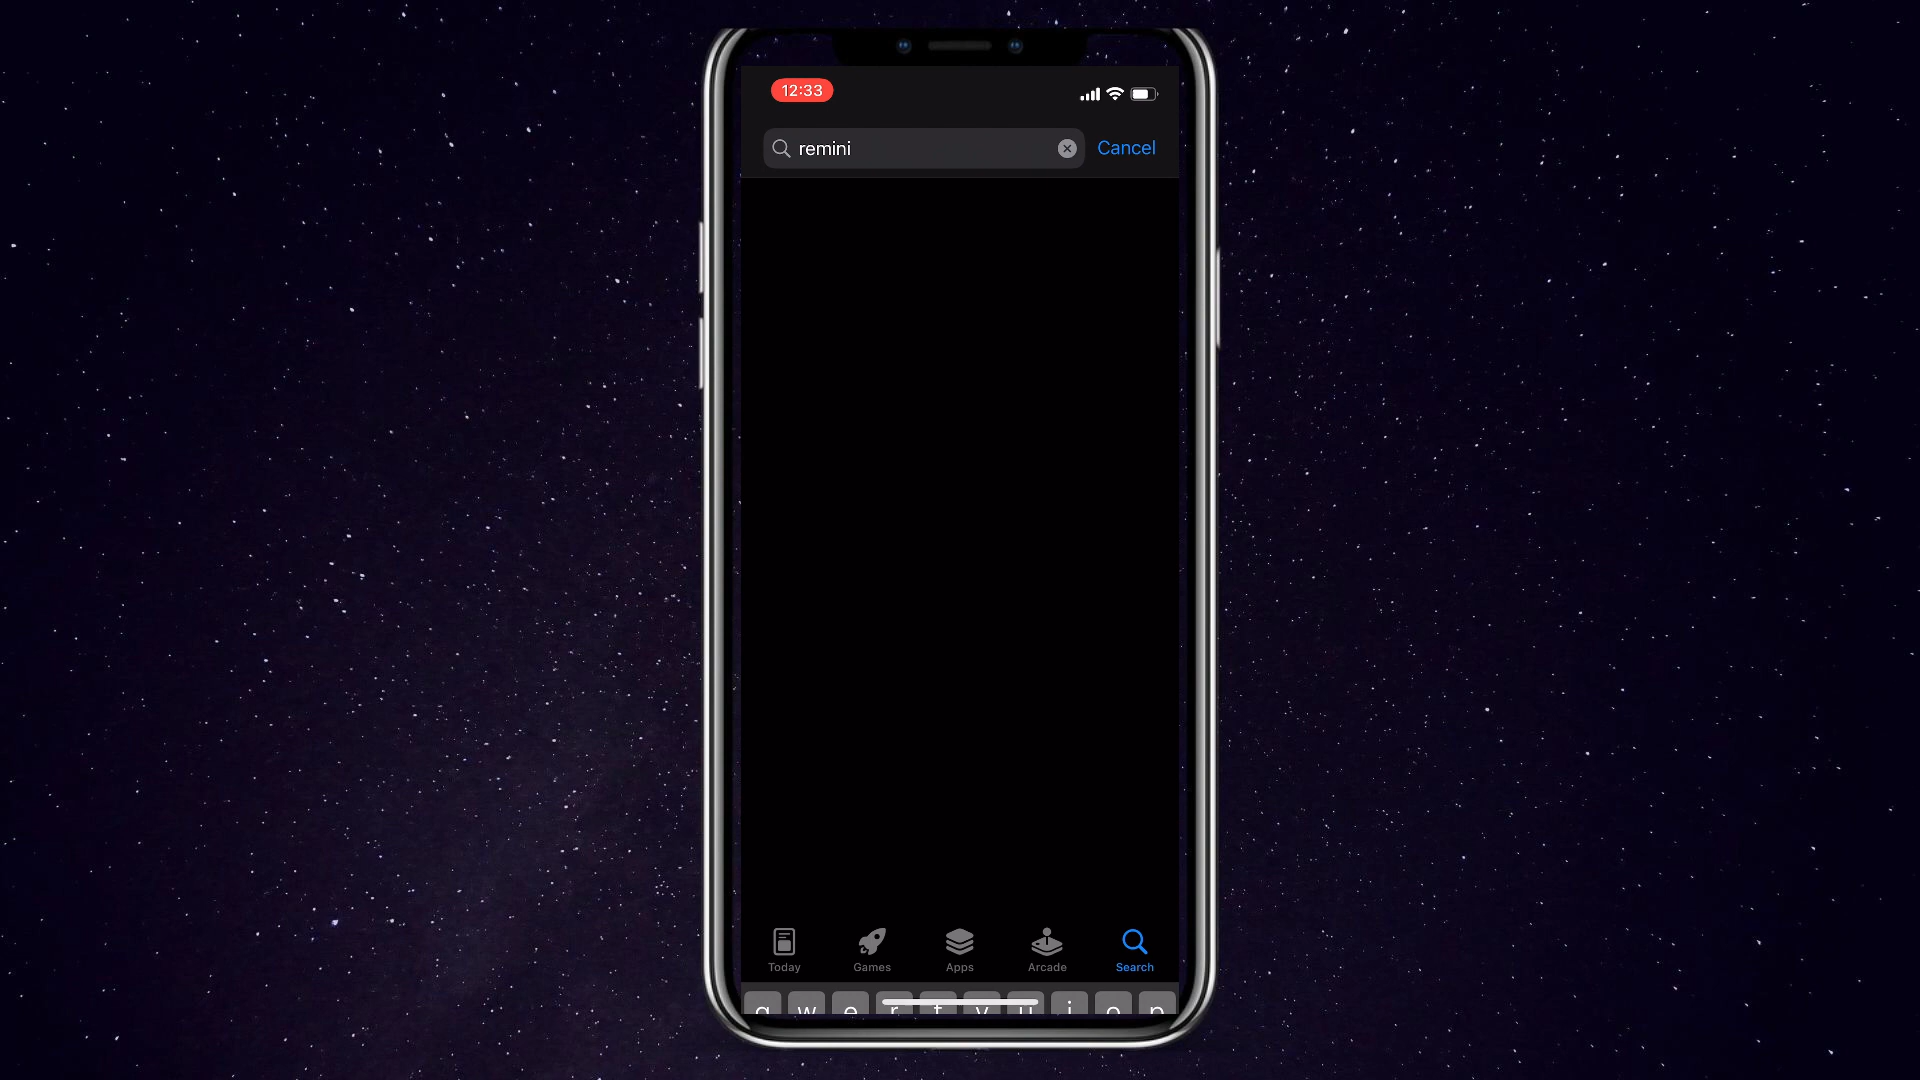 12:33
remini Cancel
Today Games Apps Arcade Search
q w e r t y u i o p